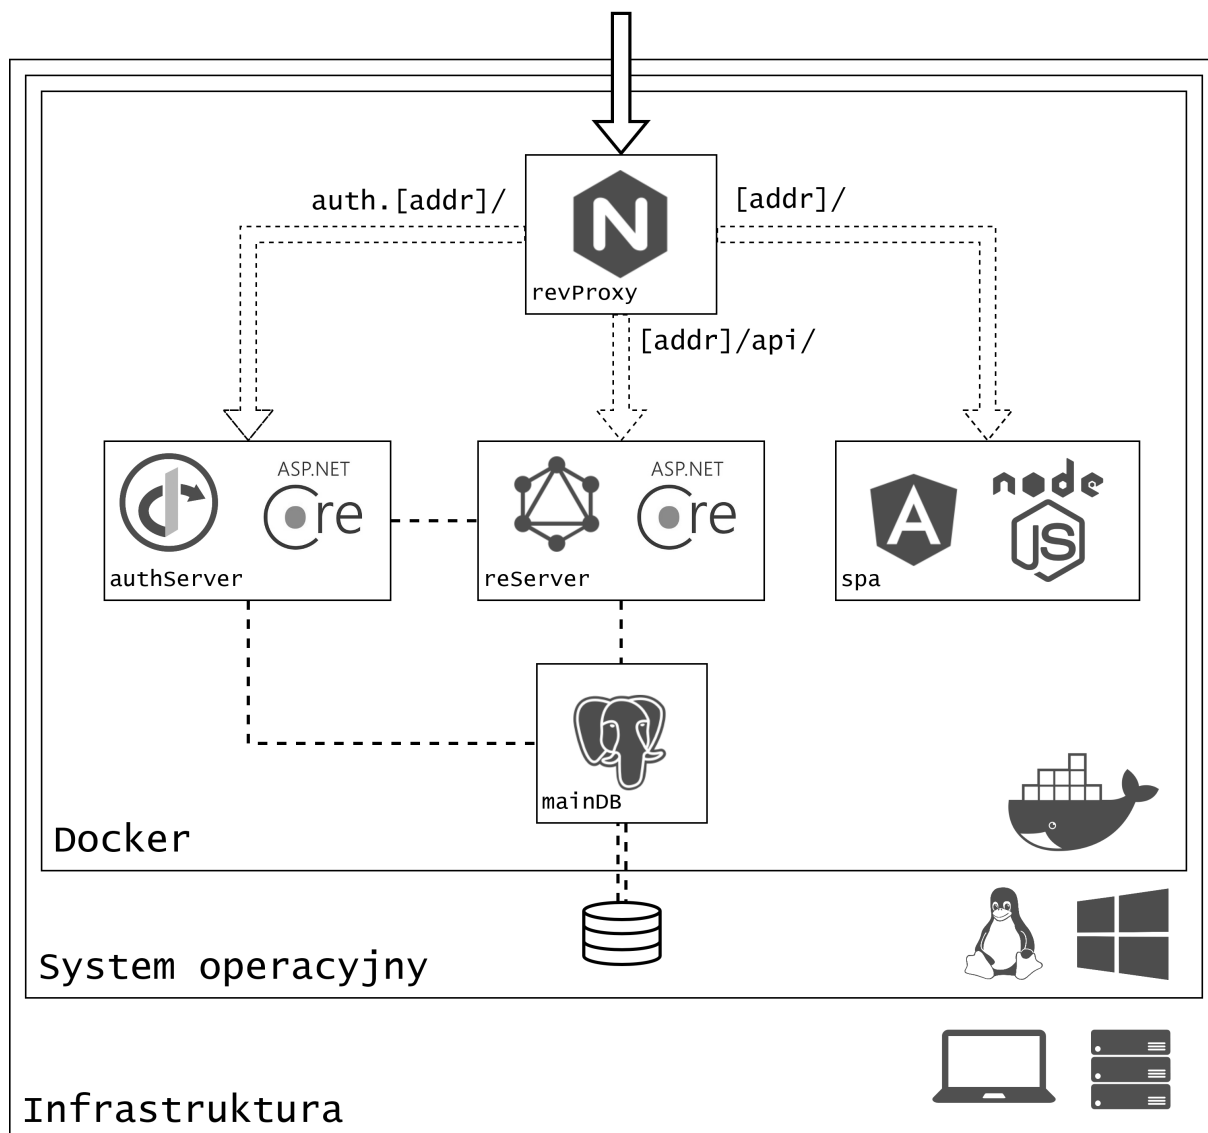 auth.[addr]/
[addr]/
N
revProxy
[addr]/api/
ASP.NET
Core
authServer
ASP.NET
Core
reServer
A
node
JS
spa
mainDB
Docker
System operacyjny
Infrastruktura